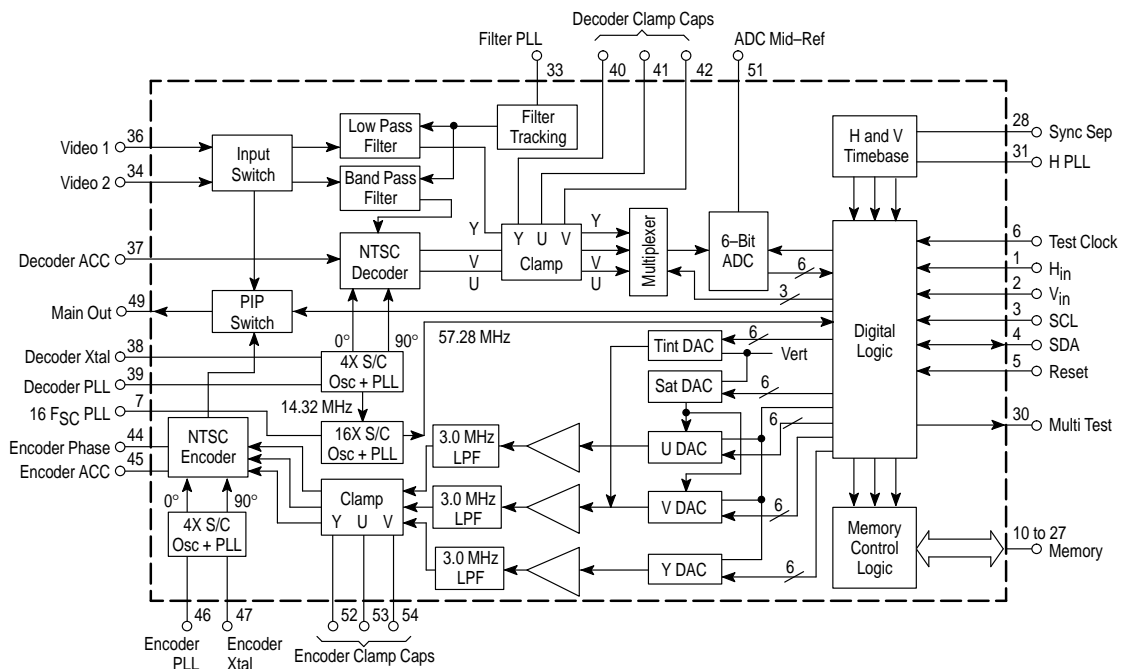 Decoder Clamp Caps
Filter PLL
ADC Mid–Ref
33
40
41
42
51
Filter
Tracking
Low Pass
Filter
H and V
Timebase
28
Sync Sep
31
H PLL
Video 1
36
Video 2
34
Input
Switch
Band Pass
Filter
Y
Y U V
Clamp
Y
V
U
V
U
Multiplexer
6–Bit
ADC
6
3
6
Test Clock
1
Hin
2
Vin
3
SCL
4
SDA
5
Reset
30
Multi Test
Decoder ACC
37
NTSC
Decoder
Main Out
49
PIP
Switch
0°
90°
57.28 MHz
Digital
Logic
Decoder Xtal
38
4X S/C
Osc + PLL
Tint DAC
6
Vert
Decoder PLL
39
Sat DAC
6
16 FSC PLL
7
14.32 MHz
16X S/C
Osc + PLL
3.0 MHz
LPF
U DAC
6
Encoder Phase
44
Encoder ACC
45
NTSC
Encoder
0°
90°
Clamp
Y U V
3.0 MHz
LPF
V DAC
6
4X S/C
Osc + PLL
3.0 MHz
LPF
Y DAC
6
Memory
Control
Logic
10 to 27
Memory
46
47
52
53
54
Encoder
PLL
Encoder
Xtal
Encoder Clamp Caps